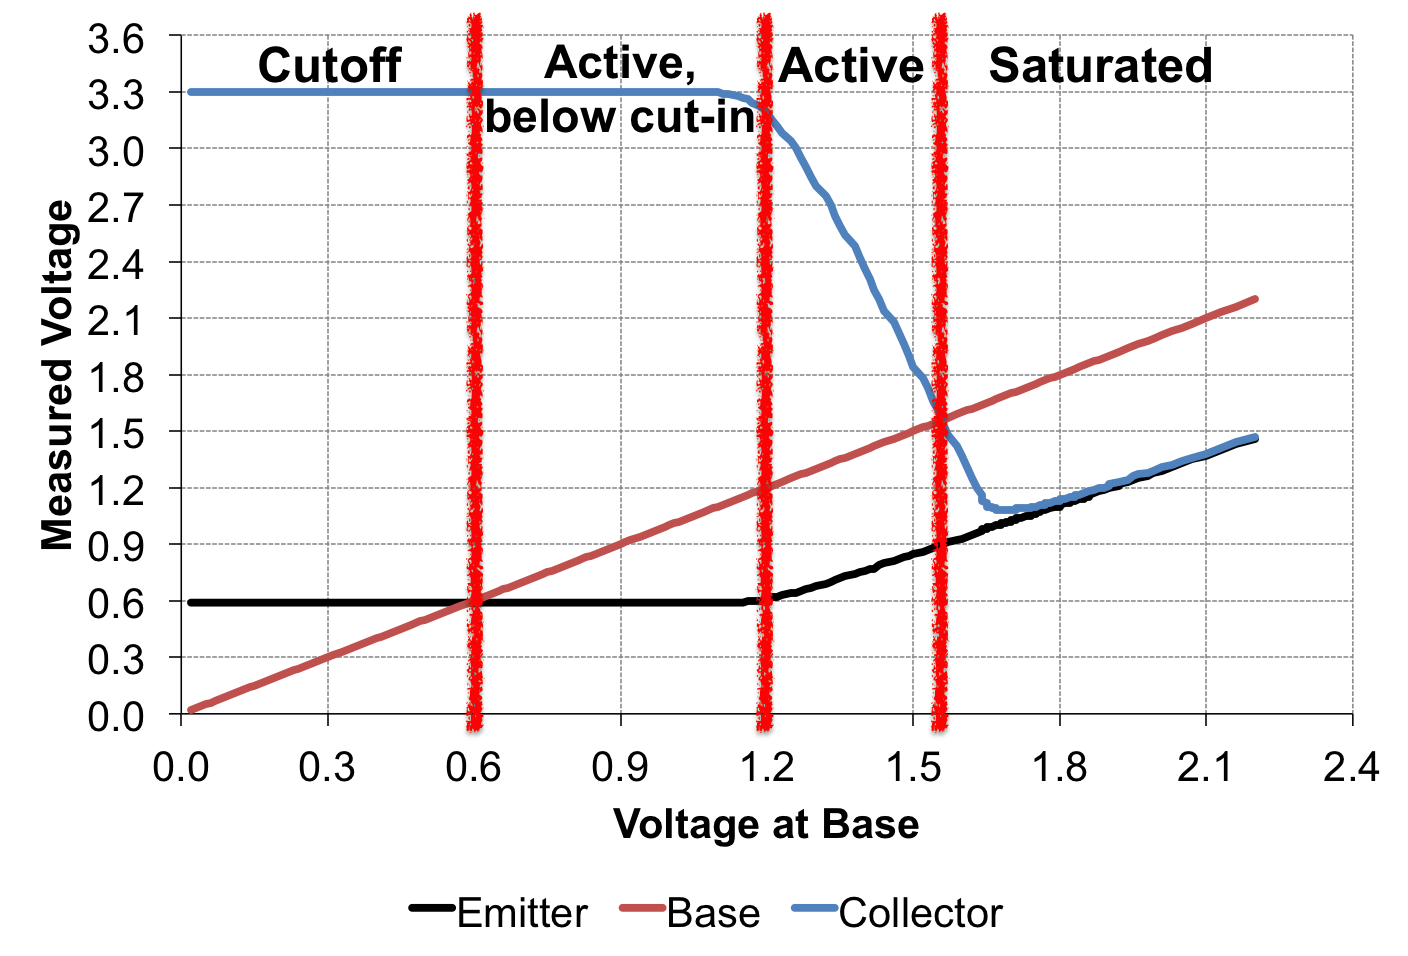 Cutoff
Active,
below cut-in
Active
Saturated
Measured Voltage
3.6
3.3
3.0
2.7
2.4
2.1
1.8
1.5
1.2
0.9
0.6
0.3
0.0
0.0 0.3 0.6 0.9 1.2 1.5 1.8 2.1 2.4
Voltage at Base
Emitter Base Collector